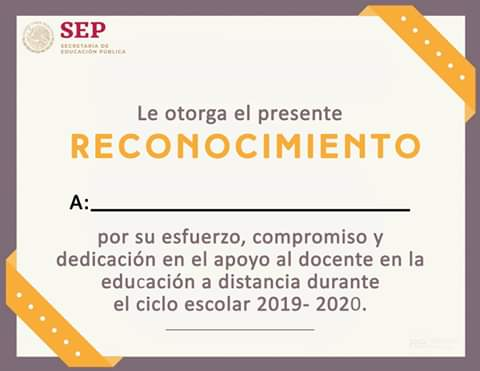 SEP
SECRETARÍA DE
EDUCACIÓN PÚBLICA
Le otorga el presente
RECONOCIMIENTO
A:
por su esfuerzo, compromiso y
dedicación en el apoyo al docente en la
educación a distancia durante
el ciclo escolar 2019- 2020.